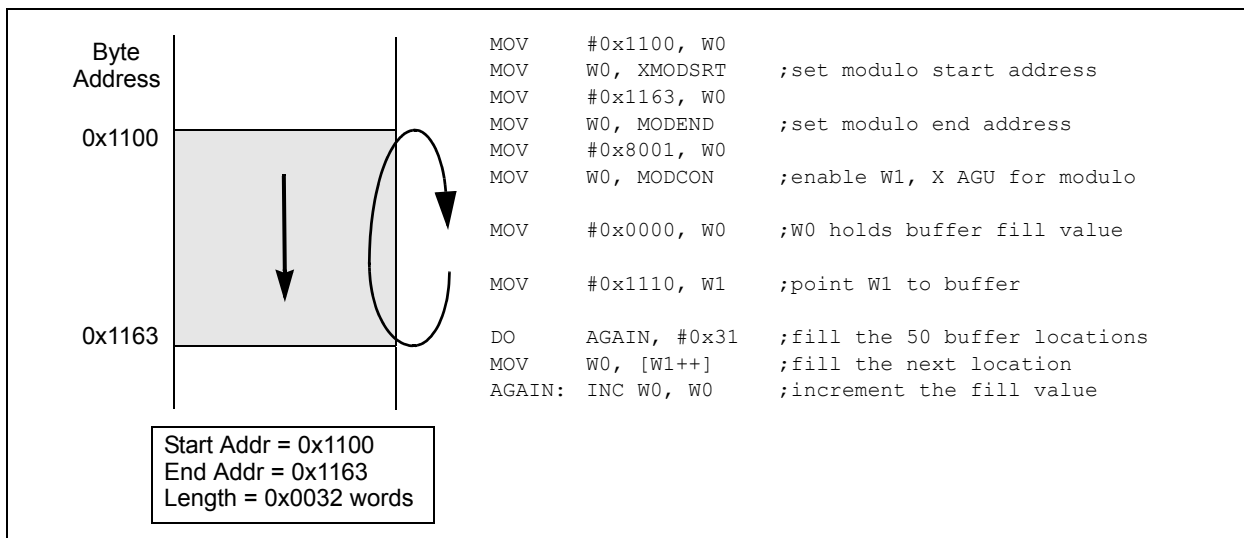 Byte
Address
0x1100
0x1163
Start Addr = 0x1100
End Addr = 0x1163
Length = 0x0032 words
MOV #0x1100, W0
MOV W0, XMODSRT ;set modulo start address
MOV #0x1163, W0
MOV W0, MODEND ;set modulo end address
MOV #0x8001, W0
MOV W0, MODCON ;enable W1, X AGU for modulo
MOV #0x0000, W0 ;W0 holds buffer fill value
MOV #0x1110, W1 ;point W1 to buffer
DO AGAIN, #0x31 ;fill the 50 buffer locations
MOV W0, [W1++] ;fill the next location
AGAIN: INC W0, W0 ;increment the fill value